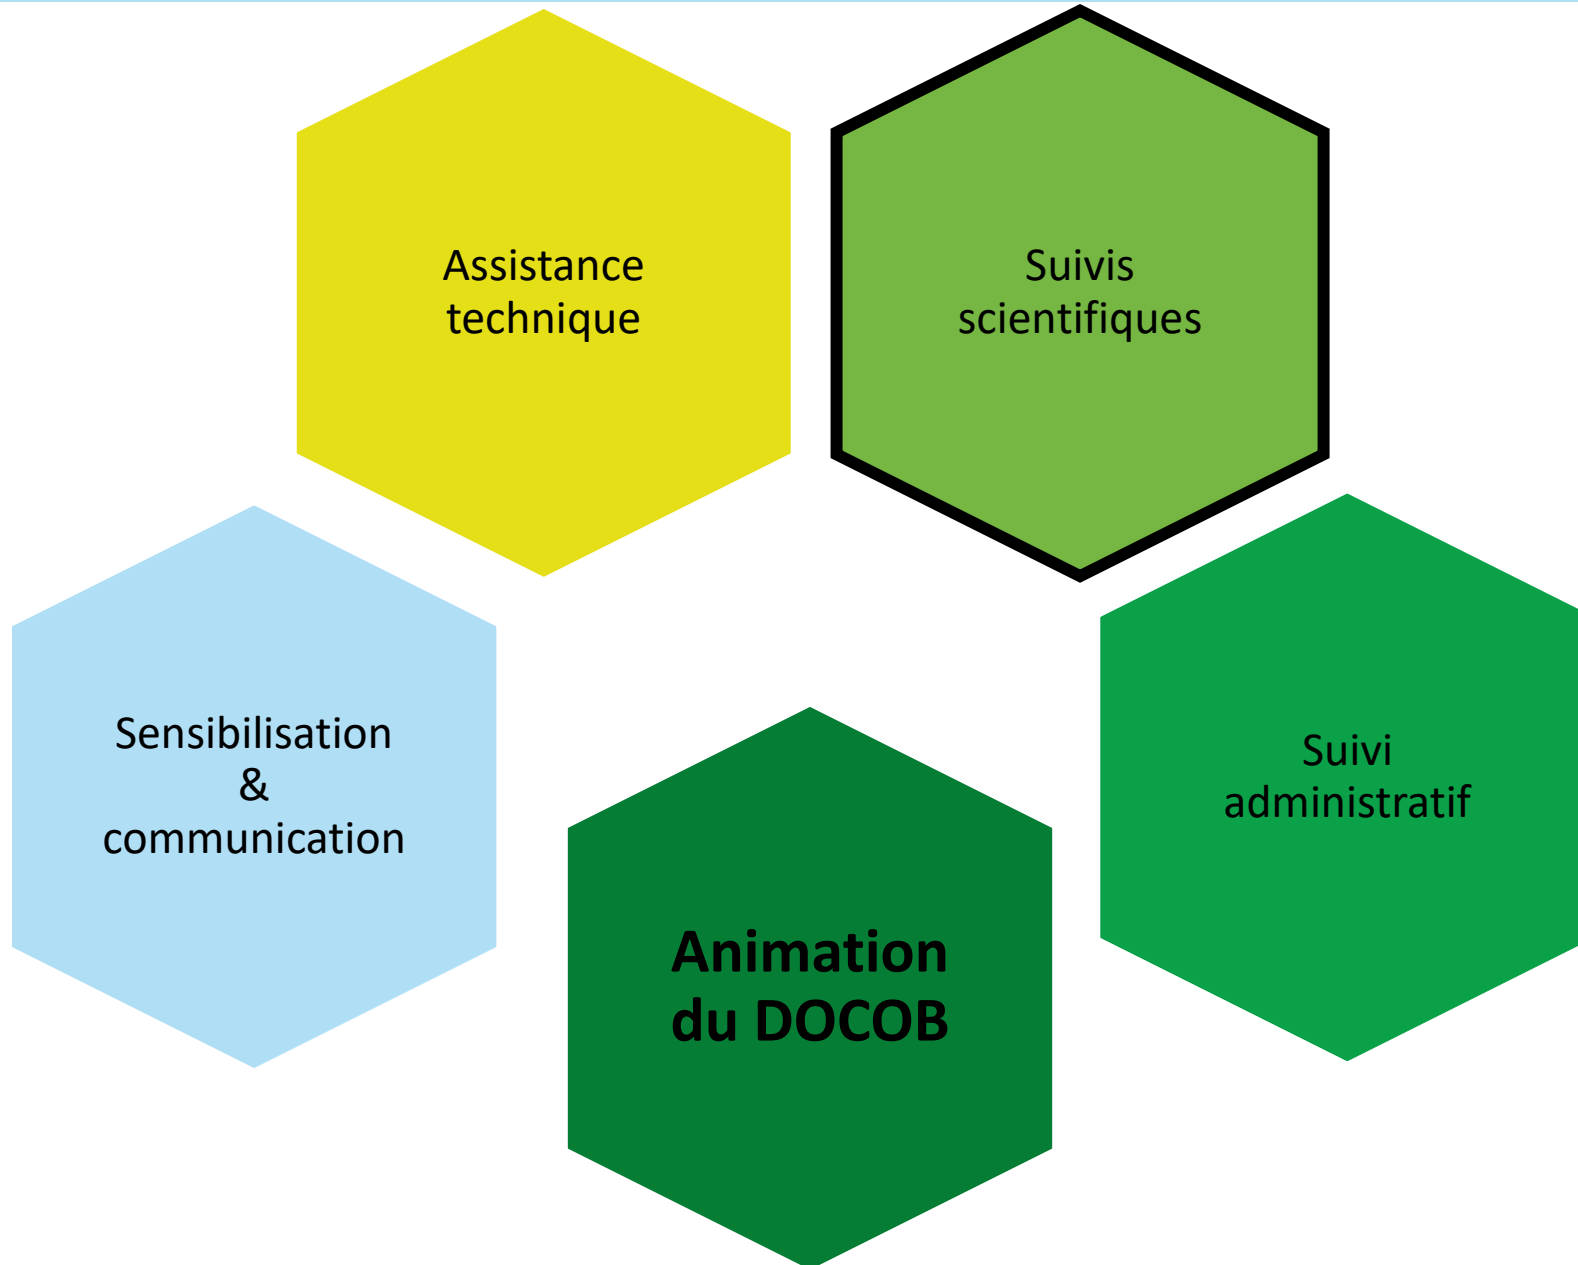 Assistance
technique
Suivis
scientifiques
Sensibilisation
&
communication
Suivi
administratif
Animation
du DOCOB